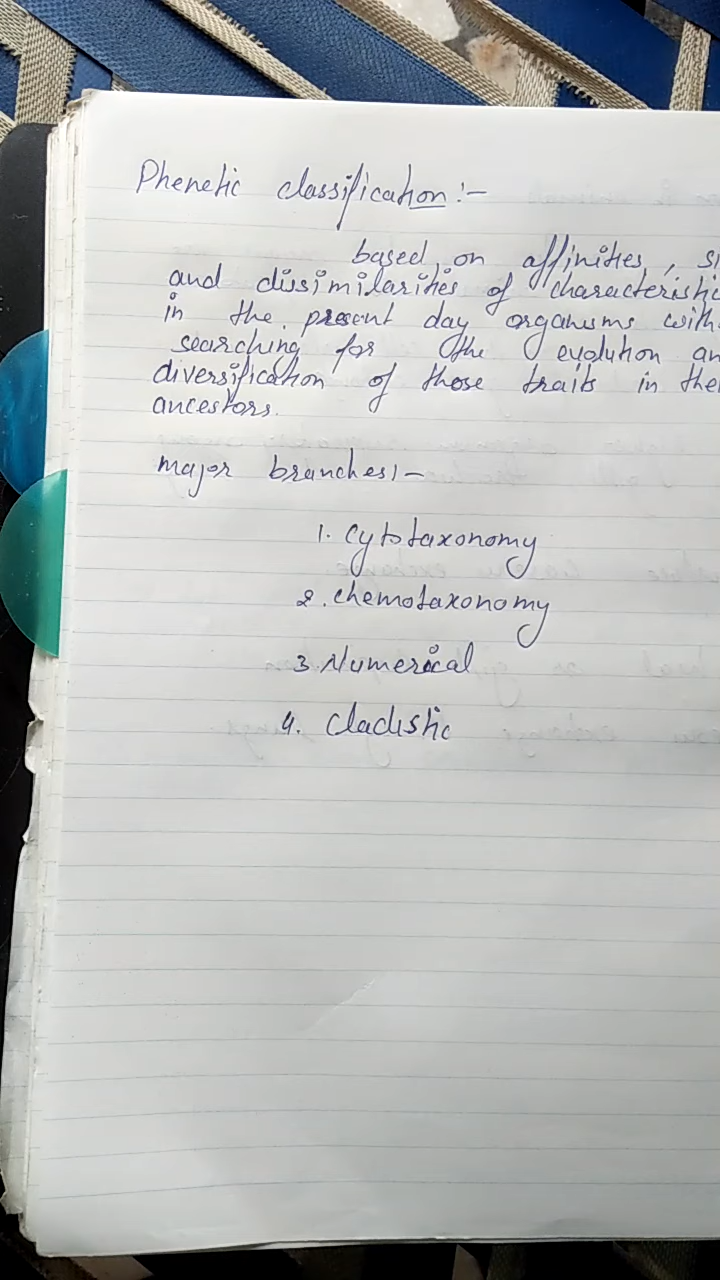 Phenetic classification :-
based on affinities, si
and dissimilarities of characteristic
in the present day organisms with
searching for the evolution an
diversification of those traits in thei
ancestors.
major branches :-
1. Cytotaxonomy
2. chemotaxonomy
3. Numerical
4. Cladistic